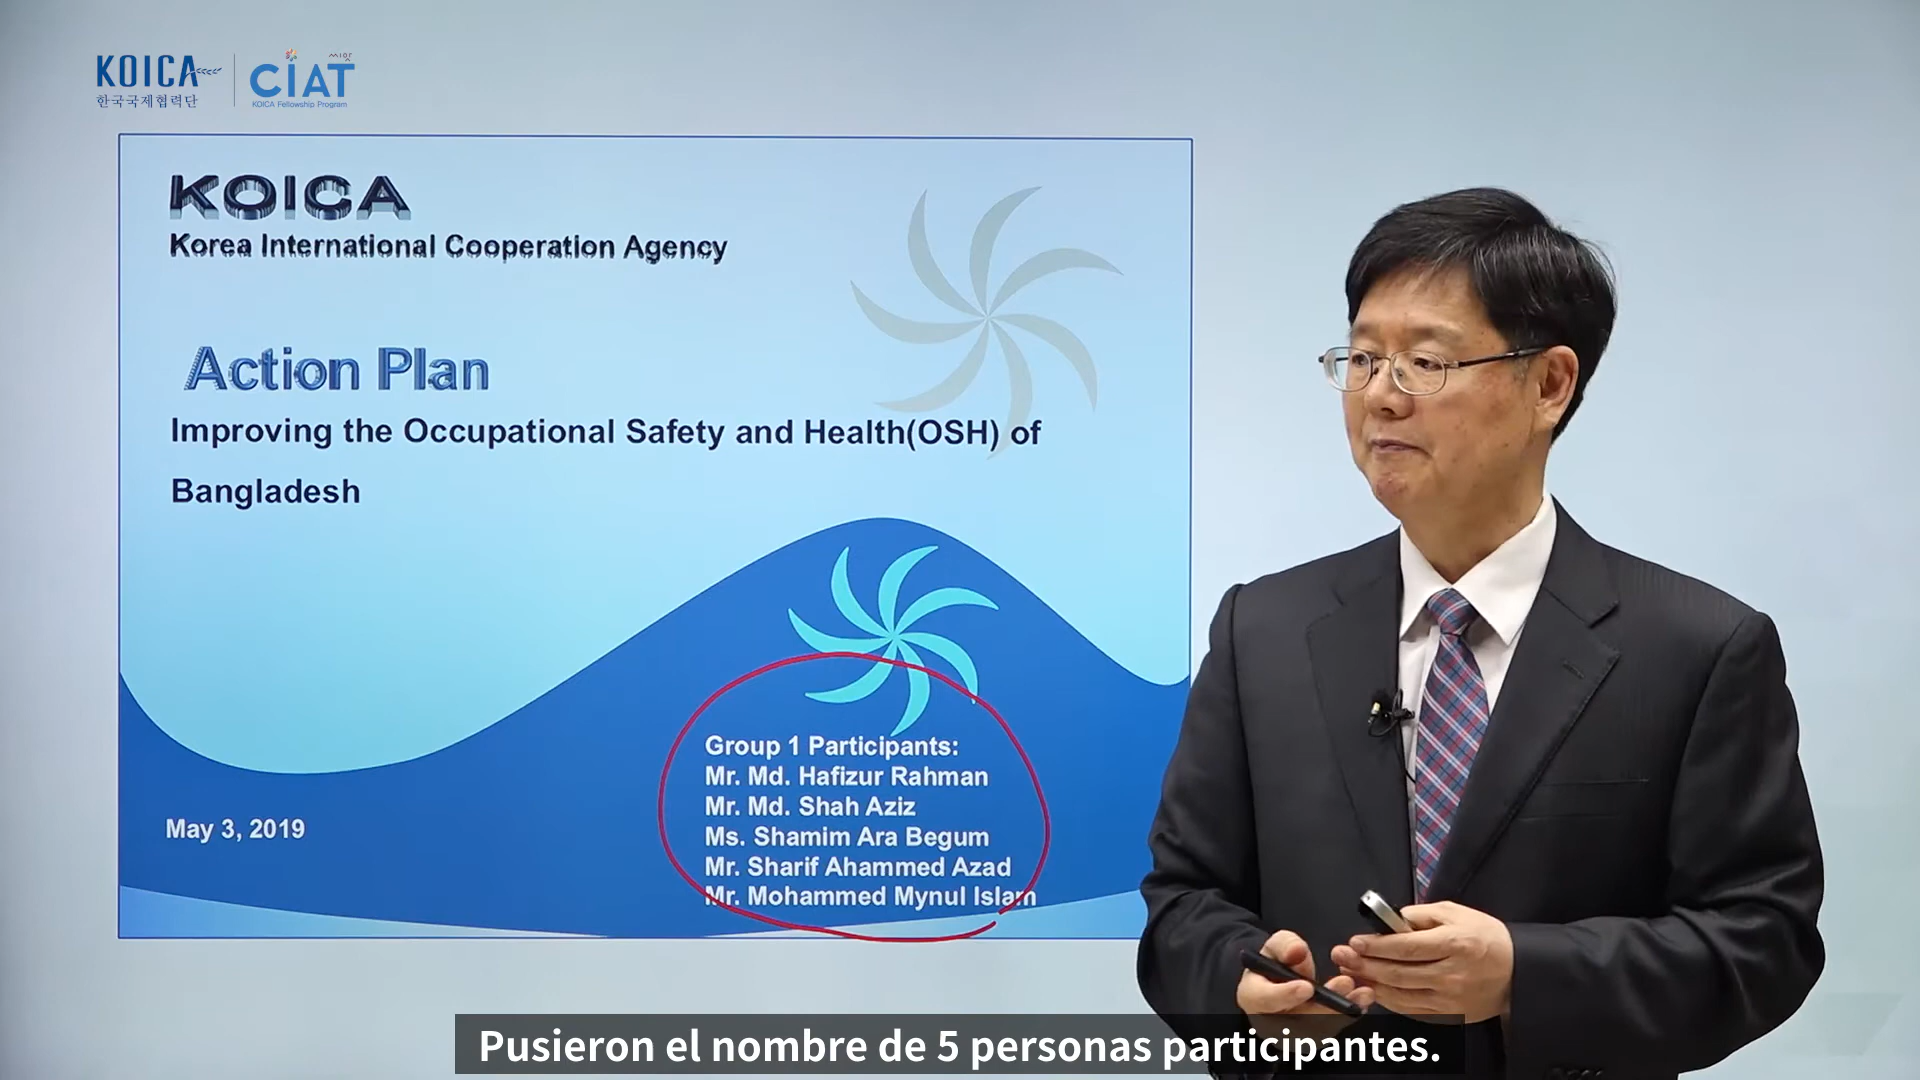 KOICA
한국국제협력단
씨앗
CIAT
KOICA Fellowship Program
KOICA
Korea International Cooperation Agency
Action Plan
Improving the Occupational Safety and Health(OSH) of
Bangladesh
Group 1 Participants:
Mr. Md. Hafizur Rahman
Mr. Md. Shah Aziz
Ms. Shamim Ara Begum
Mr. Sharif Ahammed Azad
Mr. Mohammed Mynul Islam
May 3, 2019
Pusieron el nombre de 5 personas participantes.